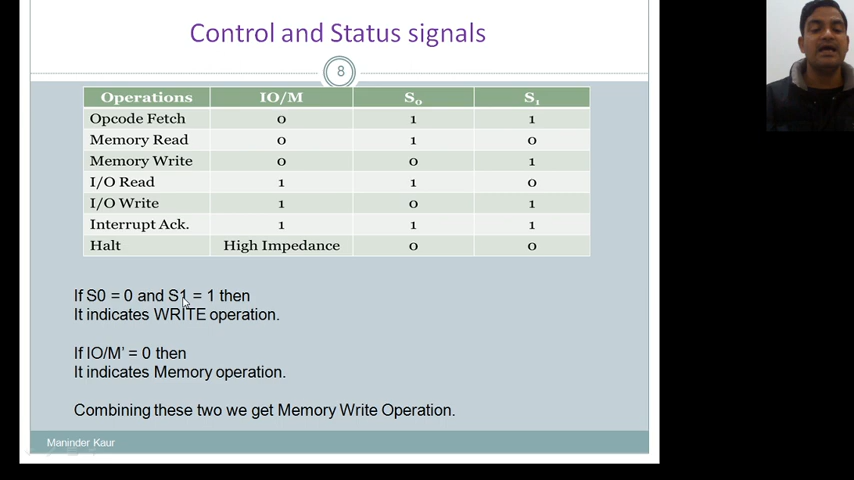 Control and Status signals
8
Operations IO/M S₀ S₁
Opcode Fetch 0 1 1
Memory Read 0 1 0
Memory Write 0 0 1
I/O Read 1 1 0
I/O Write 1 0 1
Interrupt Ack. 1 1 1
Halt High Impedance 0 0
If S0 = 0 and S1 = 1 then
It indicates WRITE operation.
If IO/M' = 0 then
It indicates Memory operation.
Combining these two we get Memory Write Operation.
Maninder Kaur